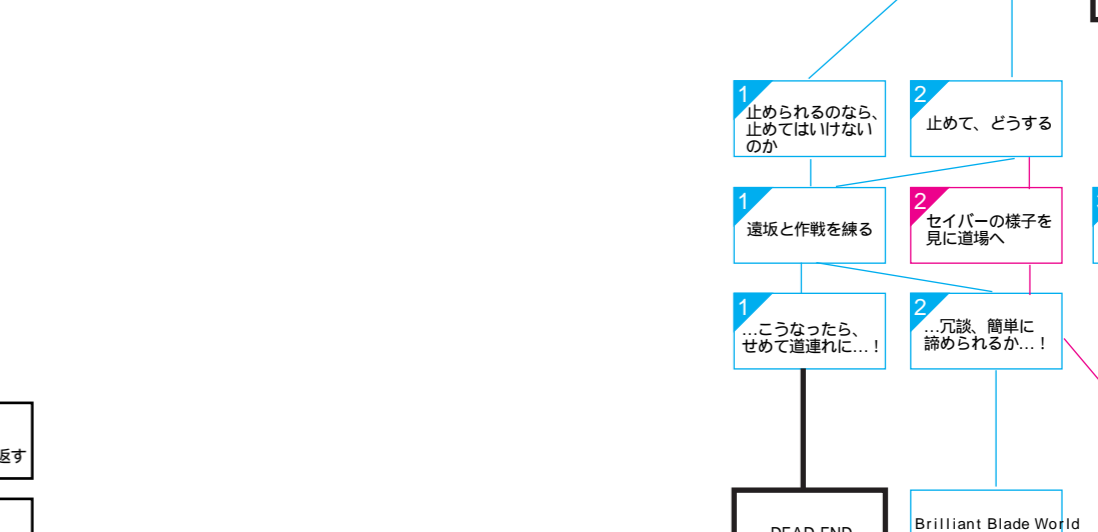 1
止められるのなら、
止めてはいけない
のか
2
止めて、どうする
1
遠坂と作戦を練る
2
セイバーの様子を
見に道場へ
1
…こうなったら、
せめて道連れに…！
2
…冗談、簡単に
諦められるか…！
返す
DEAD END
Brilliant Blade World